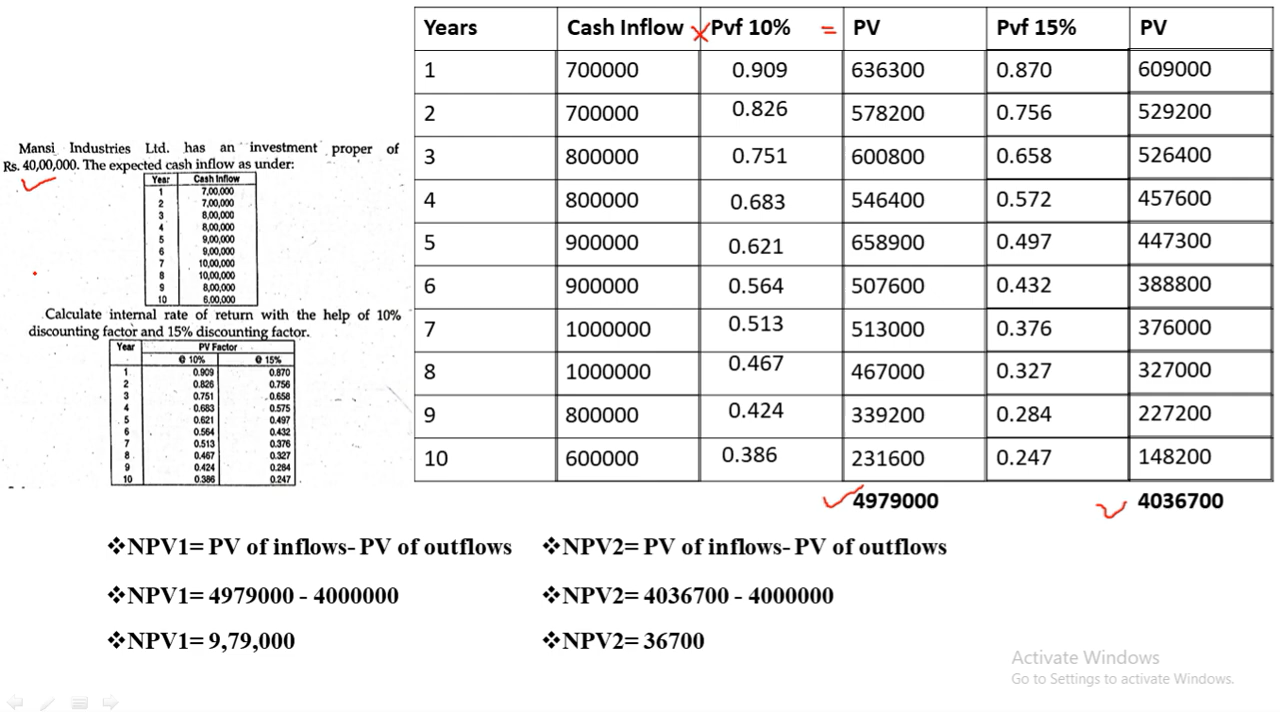 Mansi Industries Ltd. has an investment proper of
Rs. 40,00,000. The expected cash inflow as under:
Year Cash Inflow
1 7,00,000
2 7,00,000
3 8,00,000
4 8,00,000
5 9,00,000
6 9,00,000
7 10,00,000
8 10,00,000
9 8,00,000
10 6,00,000
Calculate internal rate of return with the help of 10%
discounting factor and 15% discounting factor.
Year PV Factor
@ 10% @ 15%
1 0.909 0.870
2 0.826 0.756
3 0.751 0.658
4 0.683 0.575
5 0.621 0.497
6 0.564 0.432
7 0.513 0.376
8 0.467 0.327
9 0.424 0.284
10 0.386 0.247
Years Cash Inflow × Pvf 10% = PV Pvf 15% PV
1 700000 0.909 636300 0.870 609000
2 700000 0.826 578200 0.756 529200
3 800000 0.751 600800 0.658 526400
4 800000 0.683 546400 0.572 457600
5 900000 0.621 658900 0.497 447300
6 900000 0.564 507600 0.432 388800
7 1000000 0.513 513000 0.376 376000
8 1000000 0.467 467000 0.327 327000
9 800000 0.424 339200 0.284 227200
10 600000 0.386 231600 0.247 148200
4979000 4036700
❖NPV1= PV of inflows- PV of outflows
❖NPV1= 4979000 - 4000000
❖NPV1= 9,79,000
❖NPV2= PV of inflows- PV of outflows
❖NPV2= 4036700 - 4000000
❖NPV2= 36700
Activate Windows
Go to Settings to activate Windows.